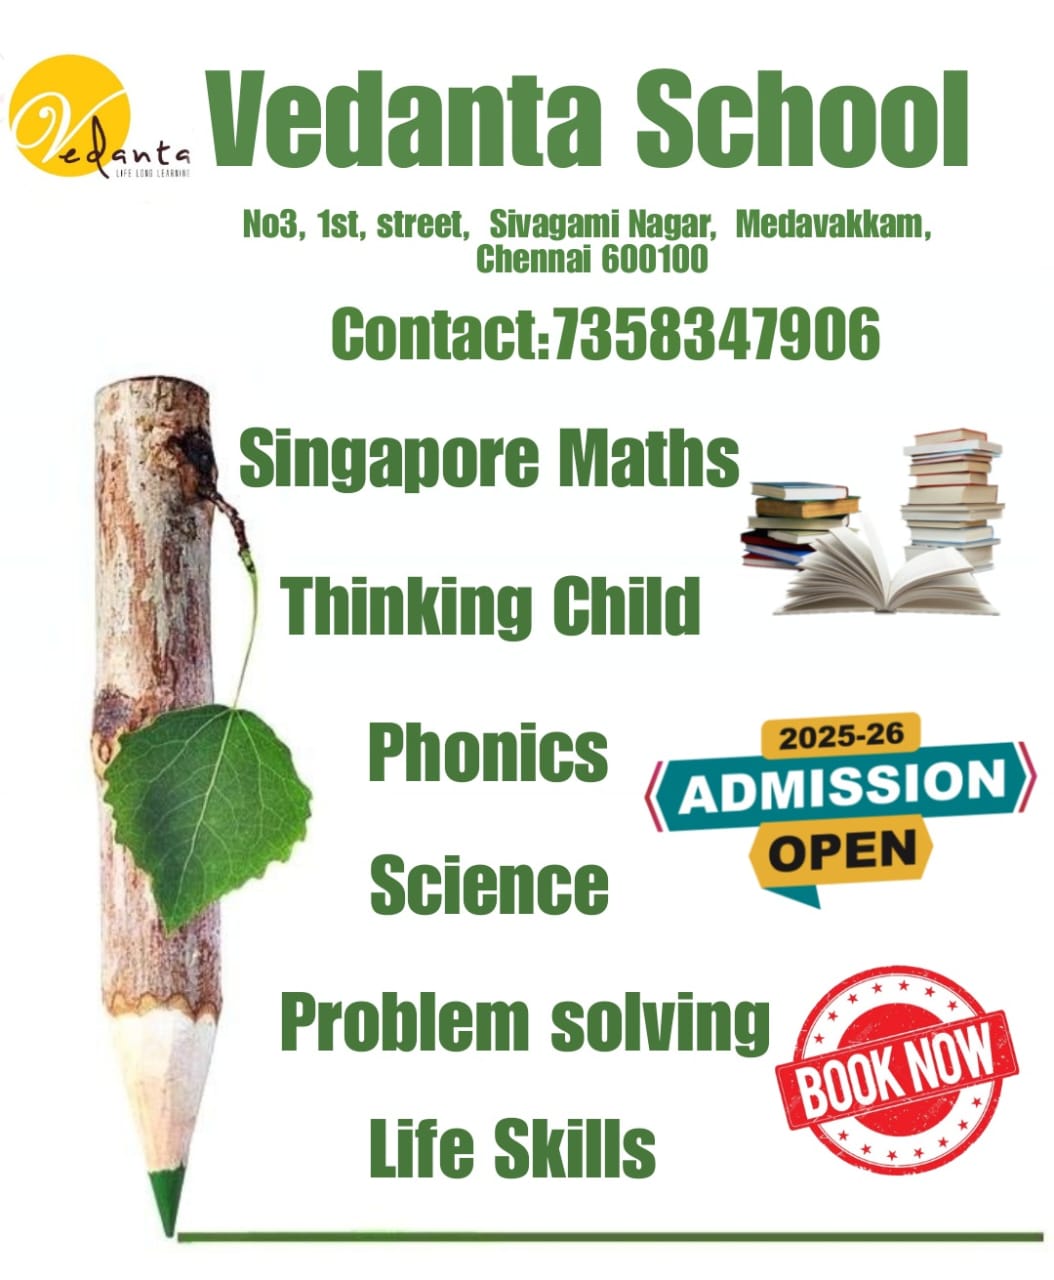 Vedanta
LIFE LONG LEARNING
Vedanta School
No3, 1st, street, Sivagami Nagar, Medavakkam,
Chennai 600100
Contact:7358347906
Singapore Maths
Thinking Child
Phonics
2025-26
ADMISSION
OPEN
Science
Problem solving
BOOK NOW
Life Skills